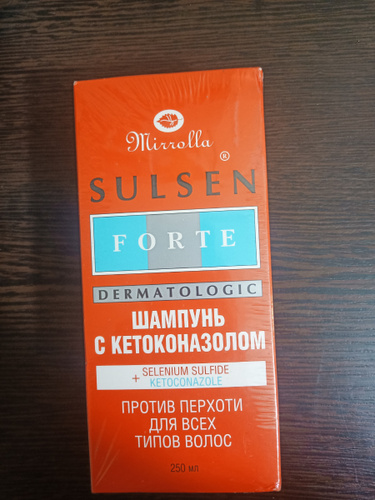 Mirrolla
SULSEN®
FORTE
DERMATOLOGIC
ШАМПУНЬ
С КЕТОКОНАЗОЛОМ
+ SELENIUM SULFIDE
KETOCONAZOLE
ПРОТИВ ПЕРХОТИ
ДЛЯ ВСЕХ
ТИПОВ ВОЛОС
250 мл